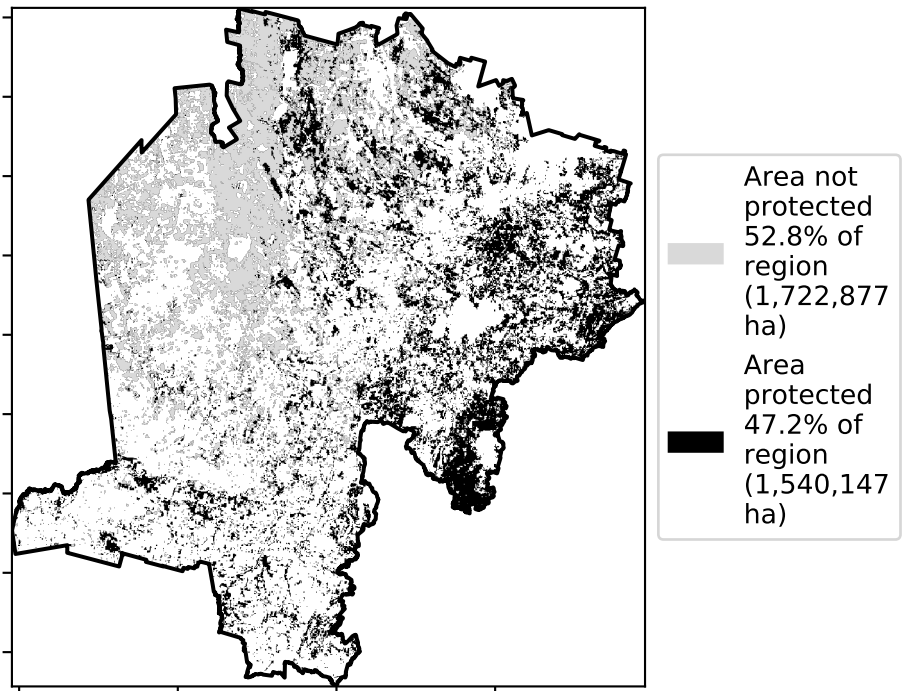 Area not
protected
52.8% of
region
(1,722,877
ha)
Area
protected
47.2% of
region
(1,540,147
ha)